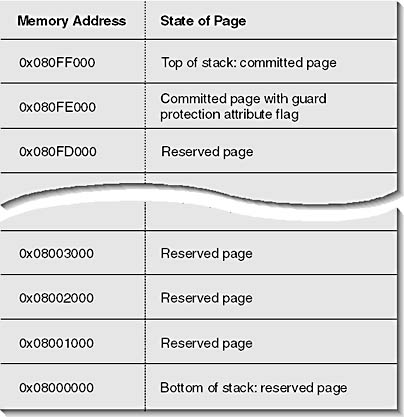 Memory Address State of Page
0x080FF000 Top of stack: committed page
0x080FE000 Committed page with guard
protection attribute flag
0x080FD000 Reserved page
0x08003000 Reserved page
0x08002000 Reserved page
0x08001000 Reserved page
0x08000000 Bottom of stack: reserved page